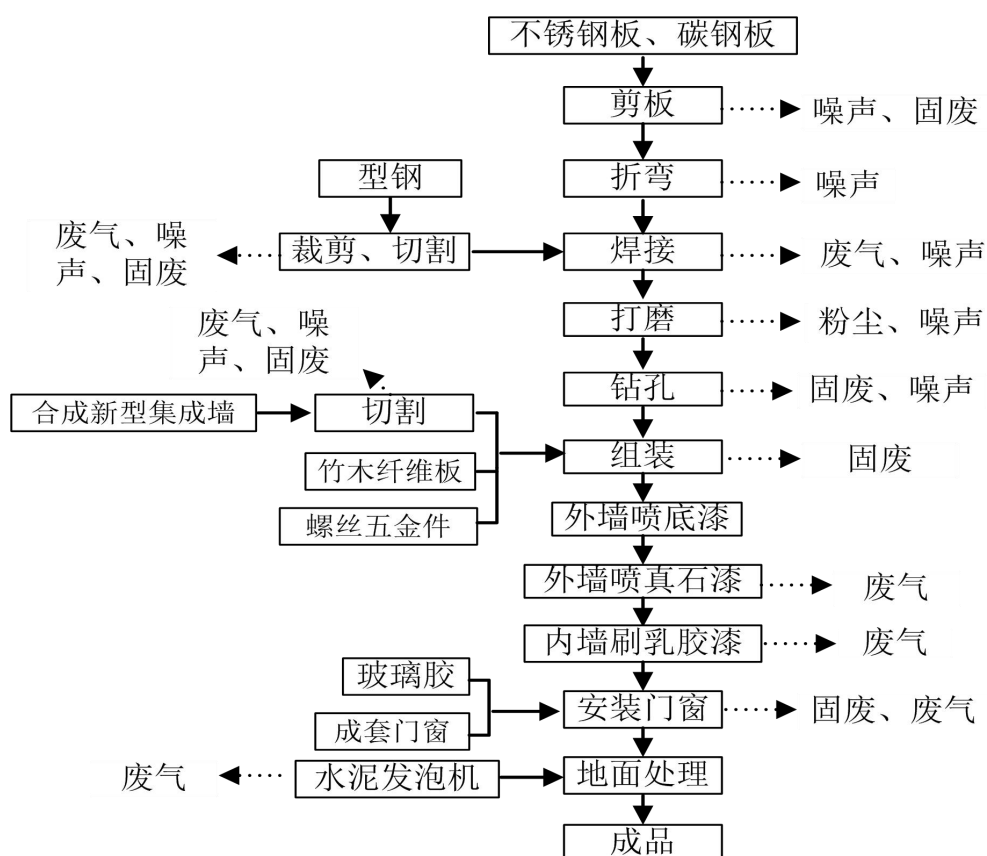 不锈钢板、碳钢板
剪板
噪声、固废
型钢
折弯
噪声
废气、噪
声、固废
裁剪、切割
焊接
废气、噪声
打磨
粉尘、噪声
废气、噪
声、固废
合成新型集成墙
切割
钻孔
固废、噪声
竹木纤维板
组装
固废
螺丝五金件
外墙喷底漆
外墙喷真石漆
废气
内墙刷乳胶漆
废气
玻璃胶
成套门窗
安装门窗
固废、废气
废气
水泥发泡机
地面处理
成品